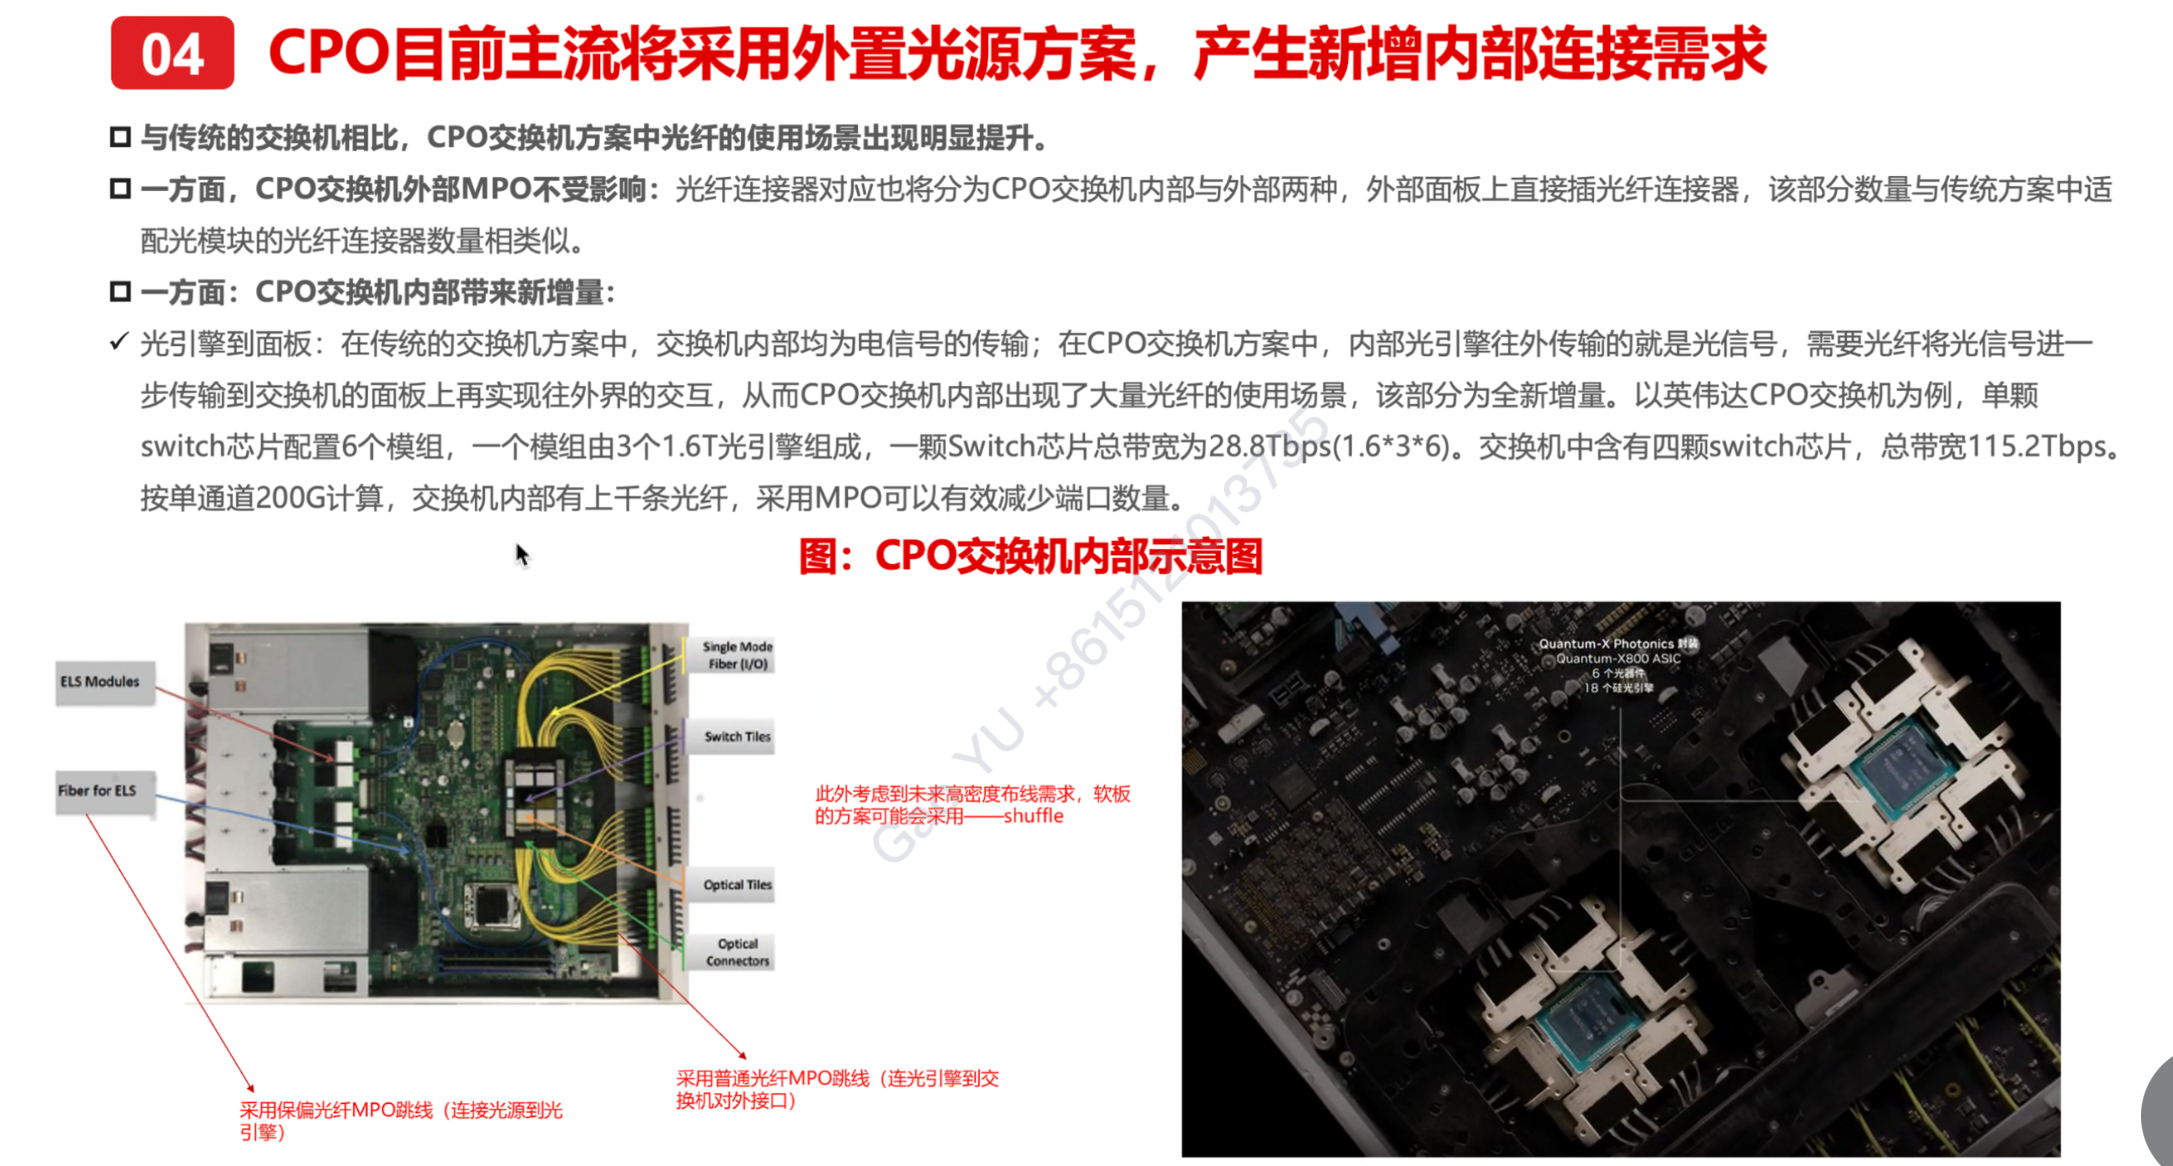 04 CPO目前主流将采用外置光源方案，产生新增内部连接需求
与传统的交换机相比，CPO交换机方案中光纤的使用场景出现明显提升。
一方面，CPO交换机外部MPO不受影响：光纤连接器对应也将分为CPO交换机内部与外部两种，外部面板上直接插光纤连接器，该部分数量与传统方案中适
配光模块的光纤连接器数量相类似。
一方面：CPO交换机内部带来新增量：
✓ 光引擎到面板：在传统的交换机方案中，交换机内部均为电信号的传输；在CPO交换机方案中，内部光引擎往外传输的就是光信号，需要光纤将光信号进一
步传输到交换机的面板上再实现往外界的交互，从而CPO交换机内部出现了大量光纤的使用场景，该部分为全新增量。以英伟达CPO交换机为例，单颗
switch芯片配置6个模组，一个模组由3个1.6T光引擎组成，一颗Switch芯片总带宽为28.8Tbps(1.6*3*6)。交换机中含有四颗switch芯片，总带宽115.2Tbps。
按单通道200G计算，交换机内部有上千条光纤，采用MPO可以有效减少端口数量。
图：CPO交换机内部示意图
ELS Modules
Fiber for ELS
Single Mode
Fiber (I/O)
Switch Tiles
Optical Tiles
Optical
Connectors
采用保偏光纤MPO跳线（连接光源到光
引擎）
采用普通光纤MPO跳线（连光引擎到交
换机对外接口）
此外考虑到未来高密度布线需求，软板
的方案可能会采用——shuffle
Quantum-X Photonics 封装
Quantum-X800 ASIC
6 个光器件
18 个硅光引擎
YU